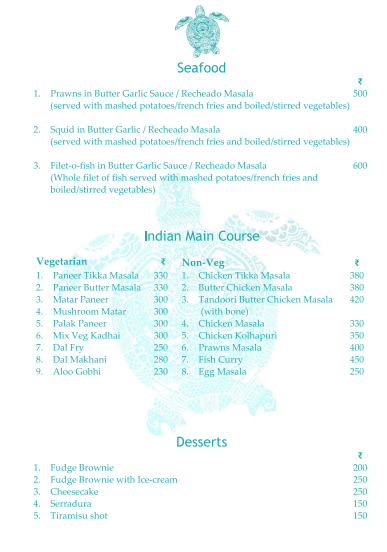 Seafood
₹
1. Prawns in Butter Garlic Sauce / Recheado Masala 500
(served with mashed potatoes/french fries and boiled/stirred vegetables)
2. Squid in Butter Garlic / Recheado Masala 400
(served with mashed potatoes/french fries and boiled/stirred vegetables)
3. Filet-o-fish in Butter Garlic Sauce / Recheado Masala 600
(Whole filet of fish served with mashed potatoes/french fries and
boiled/stirred vegetables)
Indian Main Course
Vegetarian ₹
1. Paneer Tikka Masala 330
2. Paneer Butter Masala 330
3. Matar Paneer 300
4. Mushroom Matar 300
5. Palak Paneer 300
6. Mix Veg Kadhai 300
7. Dal Fry 250
8. Dal Makhani 280
9. Aloo Gobhi 230
Non-Veg ₹
1. Chicken Tikka Masala 380
2. Butter Chicken Masala 380
3. Tandoori Butter Chicken Masala 420
(with bone)
4. Chicken Masala 330
5. Chicken Kolhapuri 350
6. Prawns Masala 400
7. Fish Curry 450
8. Egg Masala 250
Desserts
₹
1. Fudge Brownie 200
2. Fudge Brownie with Ice-cream 250
3. Cheesecake 250
4. Serradura 150
5. Tiramisu shot 150